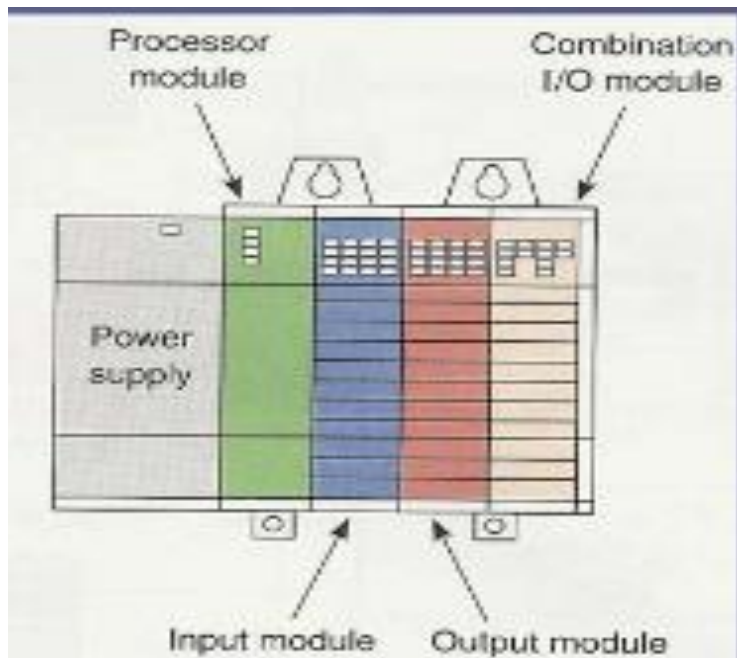 Processor
module
Combination
I/O module
Power
supply
Input module
Output module